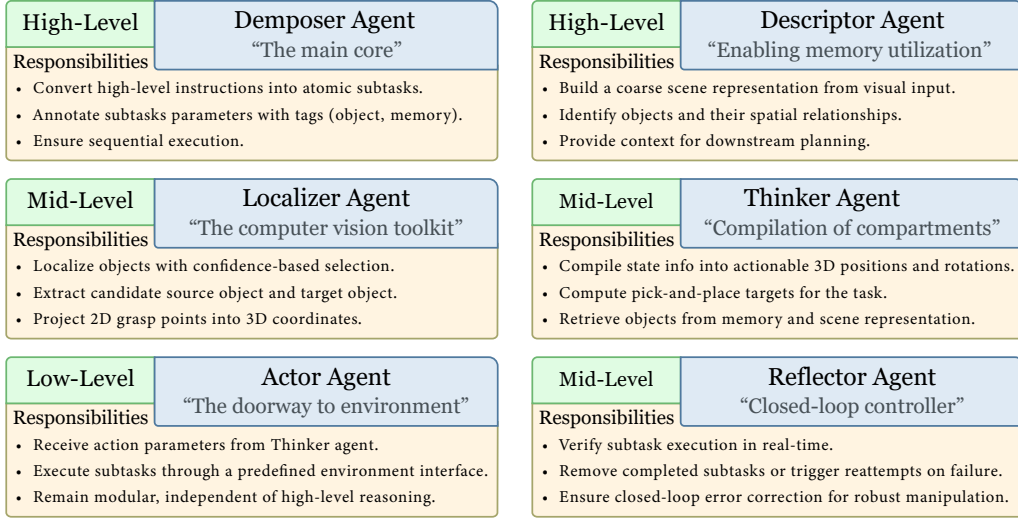 High-Level
Demposer Agent
“The main core”
Responsibilities
• Convert high-level instructions into atomic subtasks.
• Annotate subtasks parameters with tags (object, memory).
• Ensure sequential execution.
High-Level
Descriptor Agent
“Enabling memory utilization”
Responsibilities
• Build a coarse scene representation from visual input.
• Identify objects and their spatial relationships.
• Provide context for downstream planning.
Mid-Level
Localizer Agent
“The computer vision toolkit”
Responsibilities
• Localize objects with confidence-based selection.
• Extract candidate source object and target object.
• Project 2D grasp points into 3D coordinates.
Mid-Level
Thinker Agent
“Compilation of compartments”
Responsibilities
• Compile state info into actionable 3D positions and rotations.
• Compute pick-and-place targets for the task.
• Retrieve objects from memory and scene representation.
Low-Level
Actor Agent
“The doorway to environment”
Responsibilities
• Receive action parameters from Thinker agent.
• Execute subtasks through a predefined environment interface.
• Remain modular, independent of high-level reasoning.
Mid-Level
Reflector Agent
“Closed-loop controller”
Responsibilities
• Verify subtask execution in real-time.
• Remove completed subtasks or trigger reattempts on failure.
• Ensure closed-loop error correction for robust manipulation.